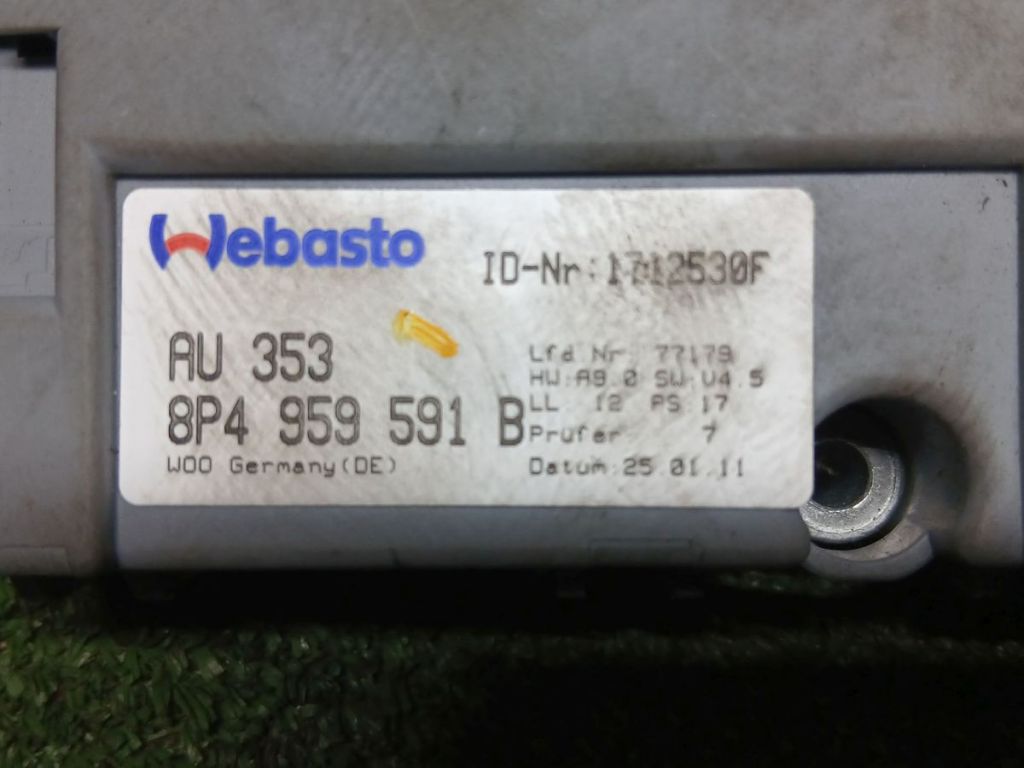 Webasto
ID-Nr:1712530F
AU 353
8P4 959 591 B
WOO Germany(DE)
Lfd Nr: 77179
HW:A9.0 SW:V4.5
LL 12 PS 17
Prüfer 7
Datum:25.01.11